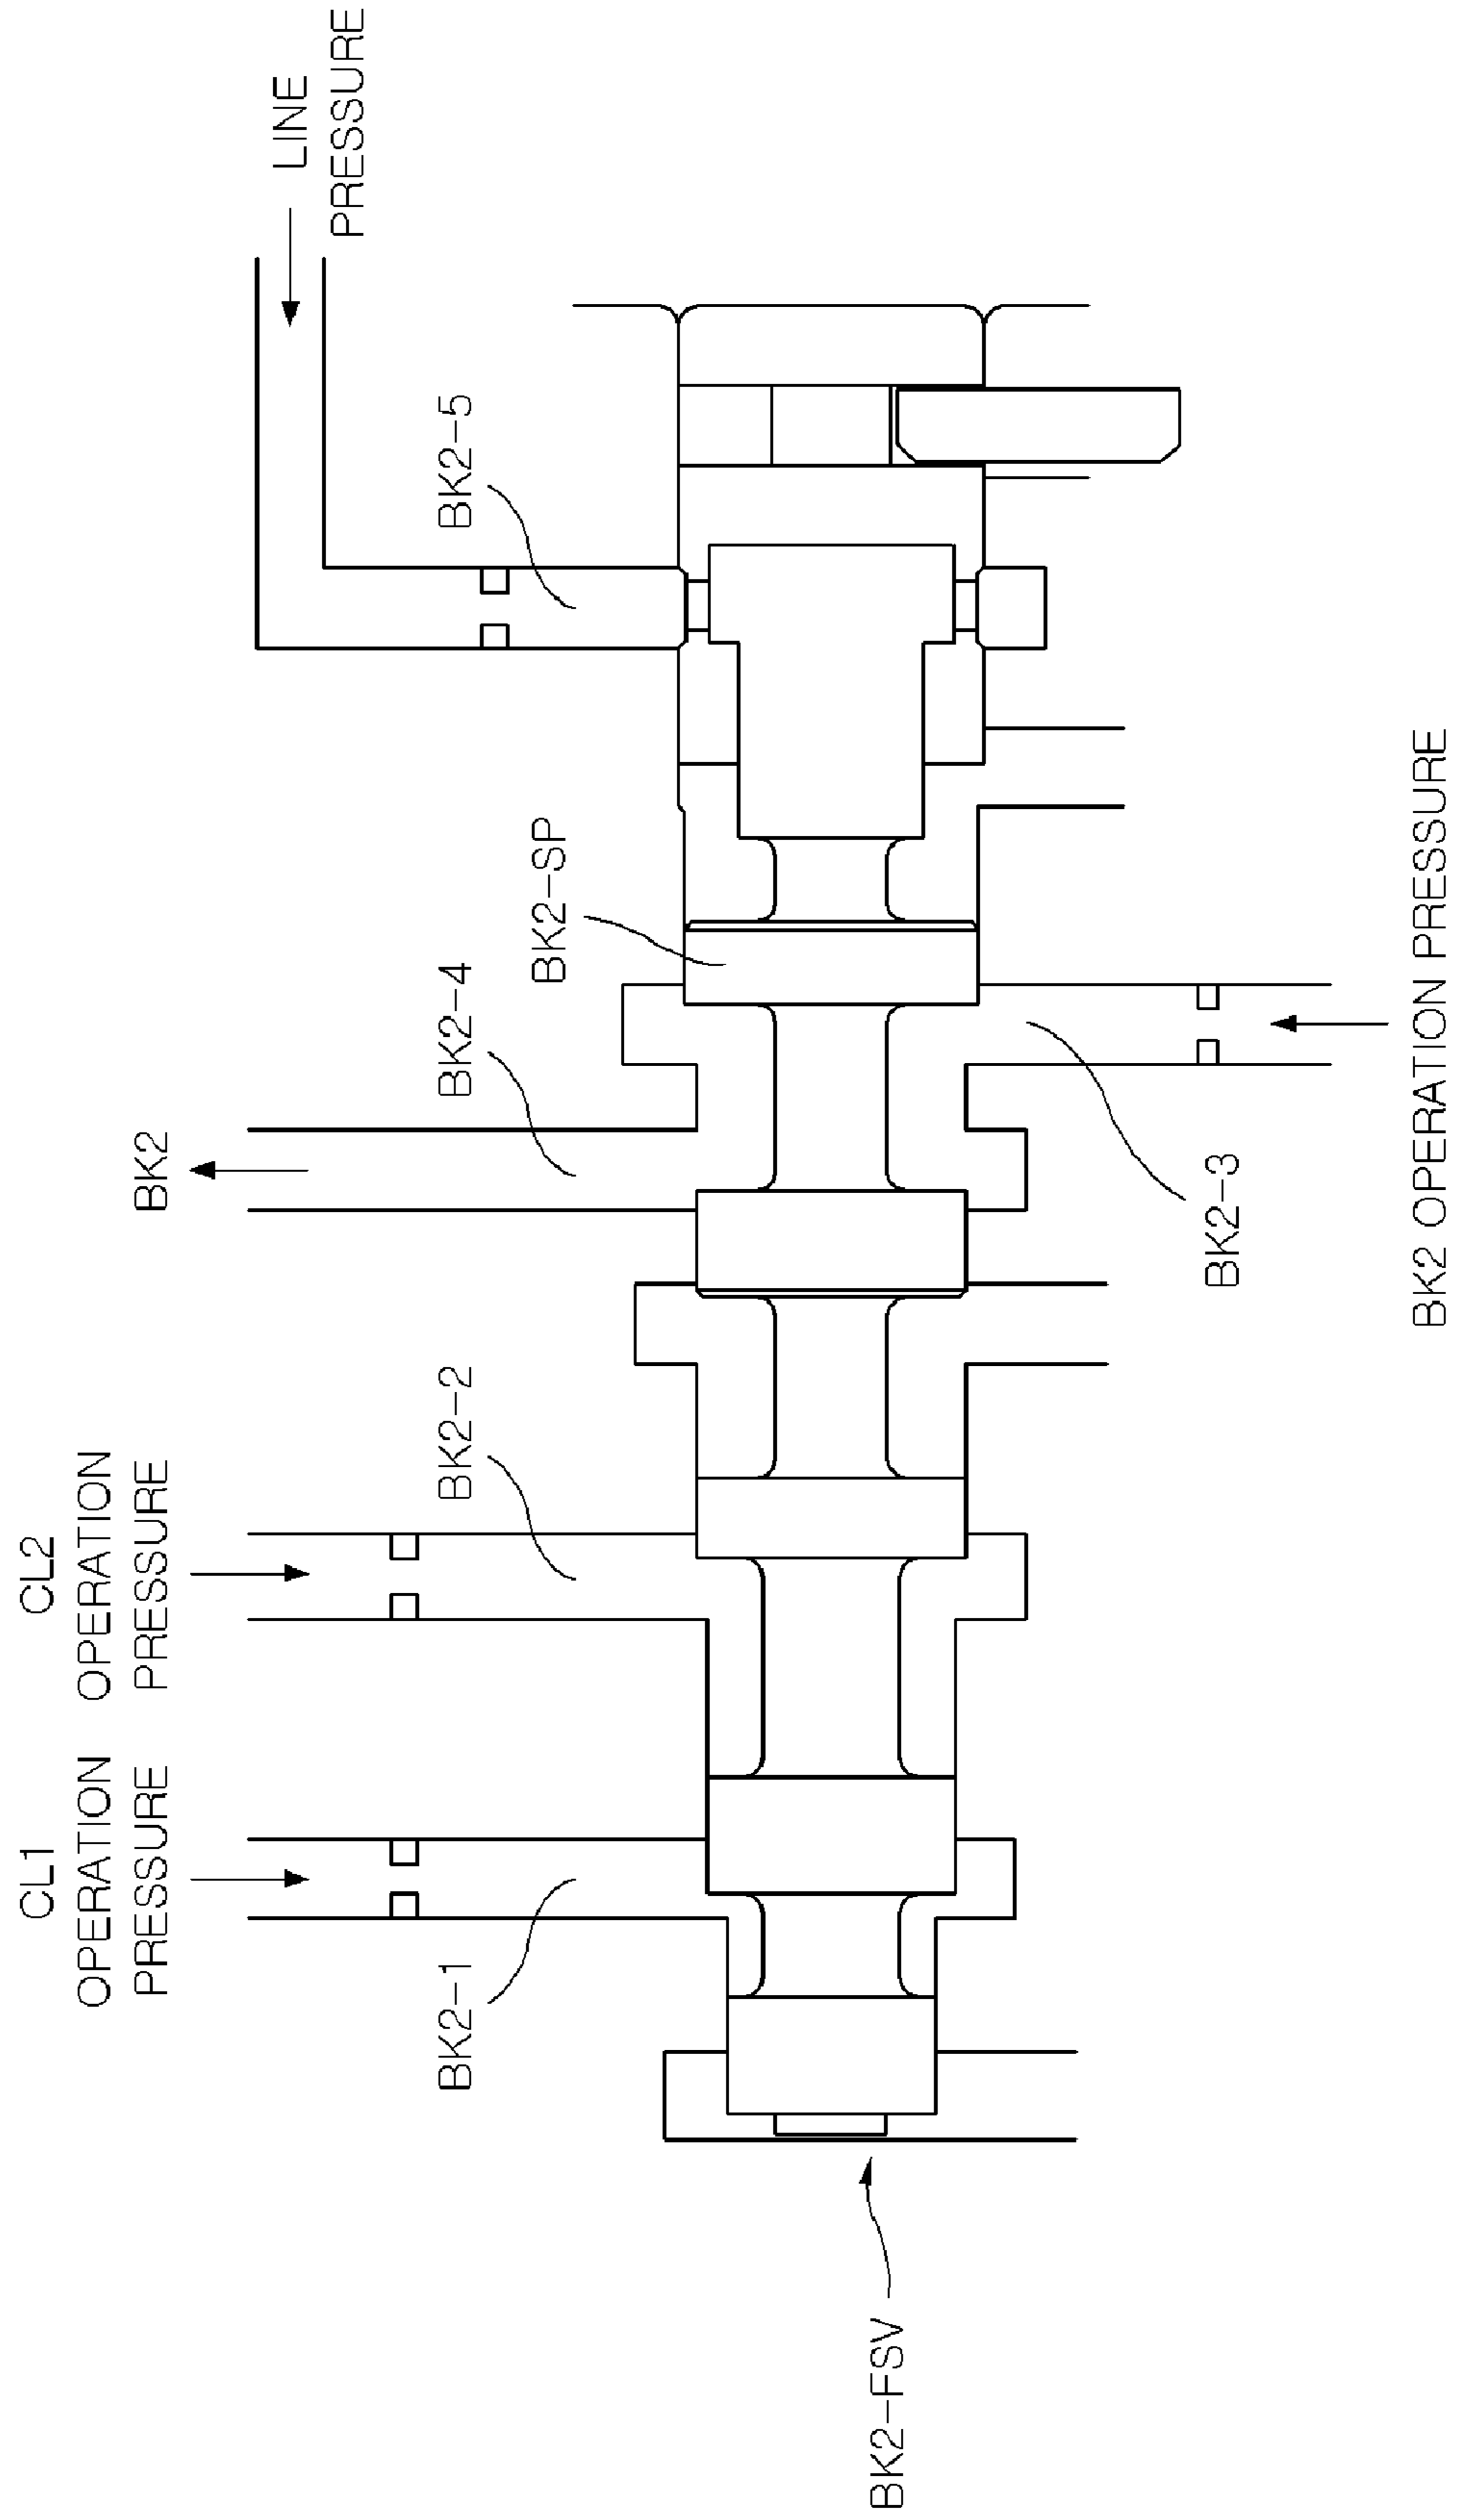 CL1
OPERATION
PRESSURE
CL2
OPERATION
PRESSURE
BK2
LINE
PRESSURE
BK2-1
BK2-2
BK2-4
BK2-SP
BK2-5
BK2-FSV
BK2-3
BK2 OPERATION PRESSURE